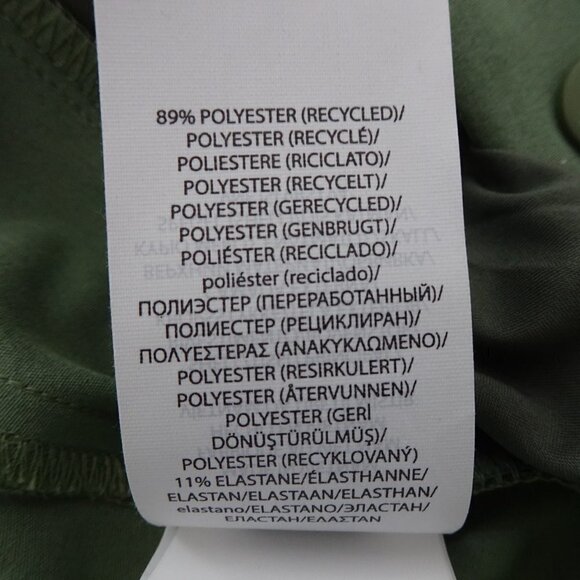 89% POLYESTER (RECYCLED)/
POLYESTER (RECYCLÉ)/
POLIESTERE (RICICLATO)/
POLYESTER (RECYCELT)/
POLYESTER (GERECYCLED)/
POLYESTER (GENBRUGT)/
POLIÉSTER (RECICLADO)/
poliéster (reciclado)/
ПОЛИЭСТЕР (ПЕРЕРАБОТАННЫЙ)/
ПОЛИЕСТЕР (РЕЦИКЛИРАН)/
ΠΟΛΥΕΣΤΕΡΑΣ (ΑΝΑΚΥΚΛΩΜΕΝΟ)/
POLYESTER (RESIRKULERT)/
POLYESTER (ÅTERVUNNEN)/
POLYESTER (GERİ
DÖNÜŞTÜRÜLMÜŞ)/
POLYESTER (RECYKLOVANÝ)
11% ELASTANE/ÉLASTHANNE/
ELASTAN/ELASTAAN/ELASTHAN/
elastano/ELASTANO/ЭЛАСТАН/
ЕЛАСТАН/ΕΛΑΣΤΑΝ